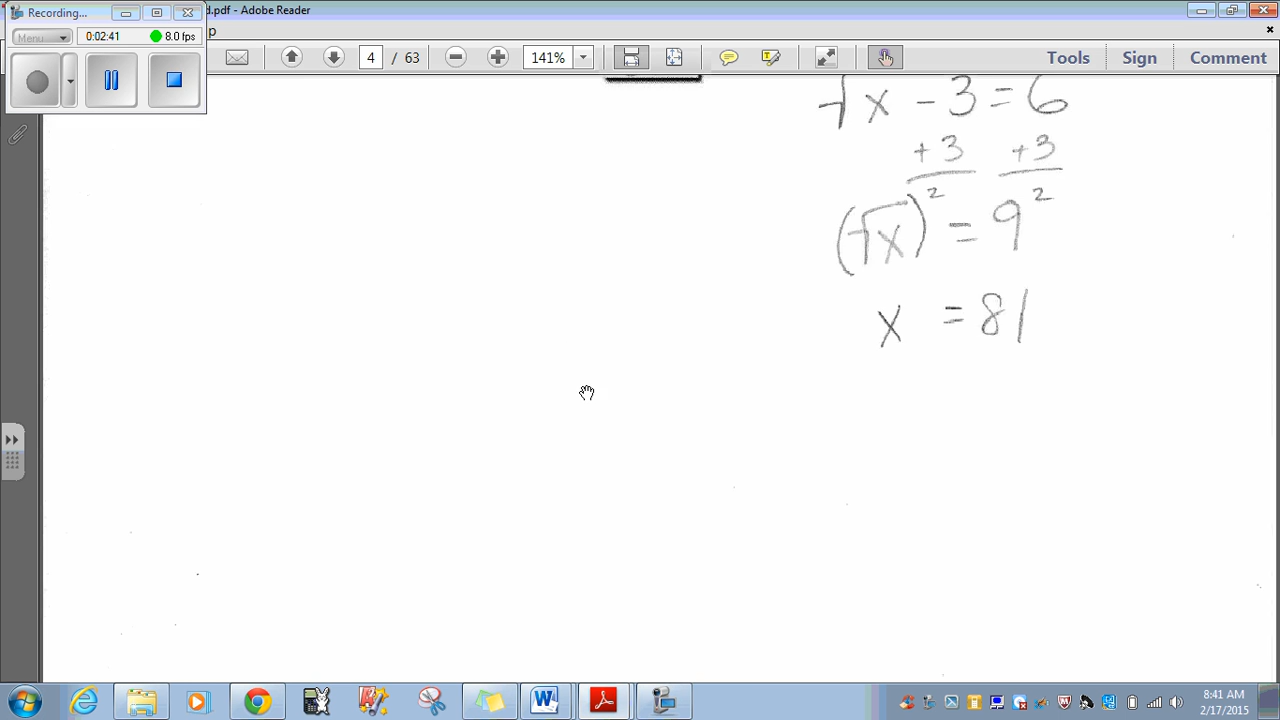 Recording...
d.pdf - Adobe Reader
Menu
0:02:41
8.0 fps
p
4 / 63
141%
Tools
Sign
Comment
√x - 3 = 6
+3 +3
(√x)² = 9²
x = 81
8:41 AM
2/17/2015